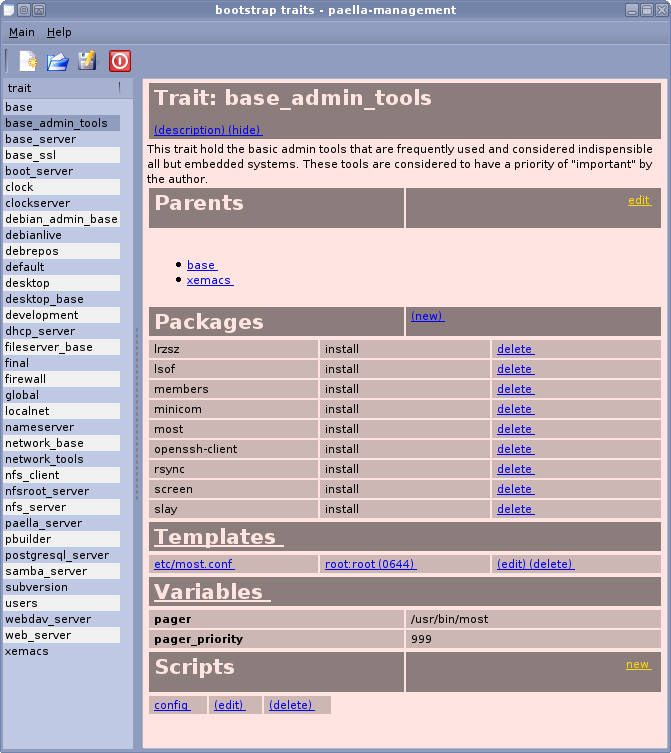 bootstrap traits - paella-management
Main Help
trait
base
base_admin_tools
base_server
base_ssl
boot_server
clock
clockserver
debian_admin_base
debianlive
debrepos
default
desktop
desktop_base
development
dhcp_server
fileserver_base
final
firewall
global
localnet
nameserver
network_base
network_tools
nfs_client
nfsroot_server
nfs_server
paella_server
pbuilder
postgresql_server
samba_server
subversion
users
webdav_server
web_server
xemacs
Trait: base_admin_tools
(description) (hide)
This trait hold the basic admin tools that are frequently used and considered indispensible
all but embedded systems. These tools are considered to have a priority of "important" by
the author.
Parents edit
base
xemacs
Packages (new)
lrzsz install delete
lsof install delete
members install delete
minicom install delete
most install delete
openssh-client install delete
rsync install delete
screen install delete
slay install delete
Templates
etc/most.conf root:root (0644) (edit) (delete)
Variables
pager /usr/bin/most
pager_priority 999
Scripts new
config (edit) (delete)